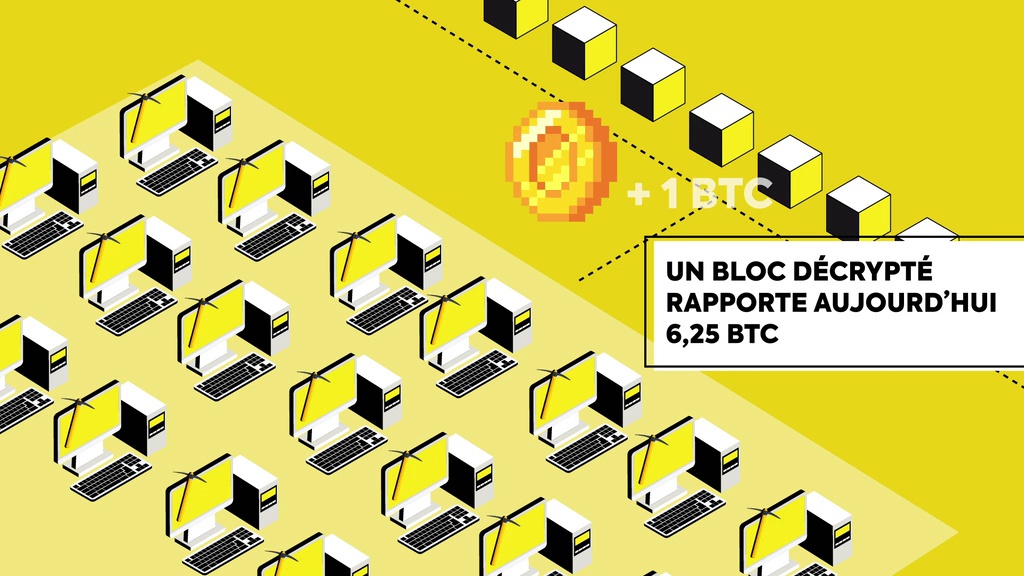 + 1 BTC
UN BLOC DÉCRYPTÉ
RAPPORTE AUJOURD’HUI
6,25 BTC